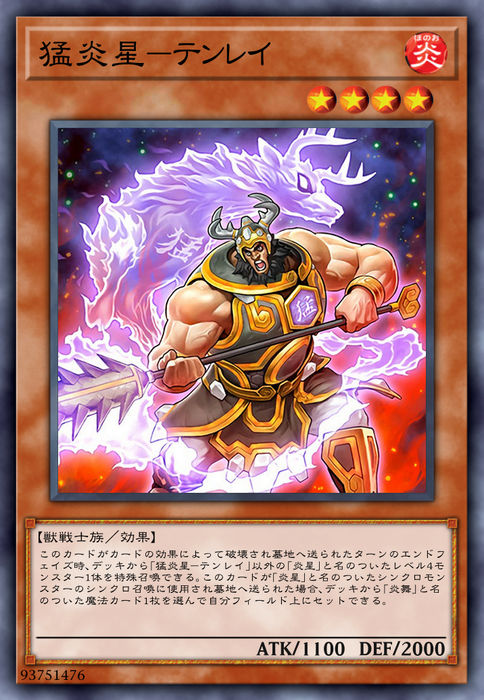 猛炎星－テンレイ
ほのお
炎
猛
【獣戦士族／効果】
このカードがカードの効果によって破壊され墓地へ送られたターンのエンドフ
ェイズ時、デッキから「猛炎星－テンレイ」以外の「炎星」と名のついたレベル4モ
ンスター1体を特殊召喚できる。このカードが「炎星」と名のついたシンクロモン
スターのシンクロ召喚に使用され墓地へ送られた場合、デッキから「炎舞」と名
のついた魔法カード1枚を選んで自分フィールド上にセットできる。
ATK/1100 DEF/2000
93751476